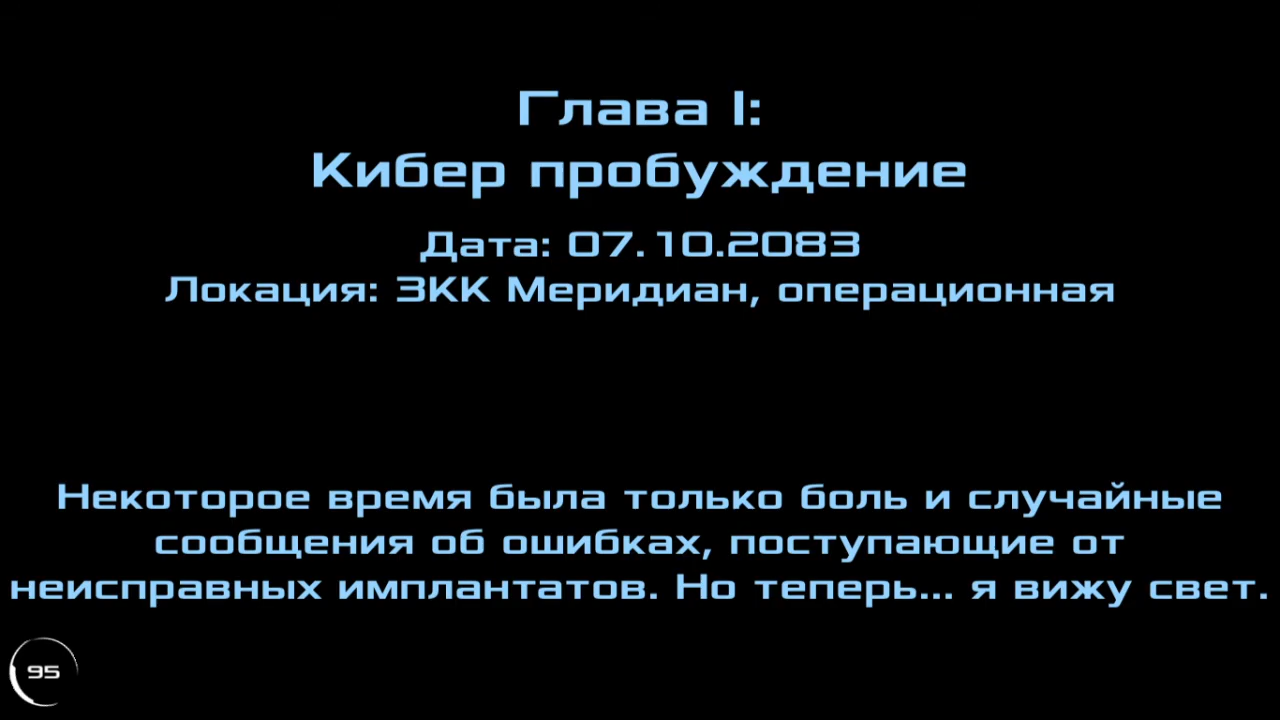 Глава I:
Кибер пробуждение
Дата: 07.10.2083
Локация: ЗКК Меридиан, операционная
Некоторое время была только боль и случайные
сообщения об ошибках, поступающие от
неисправных имплантатов. Но теперь... я вижу свет.
95